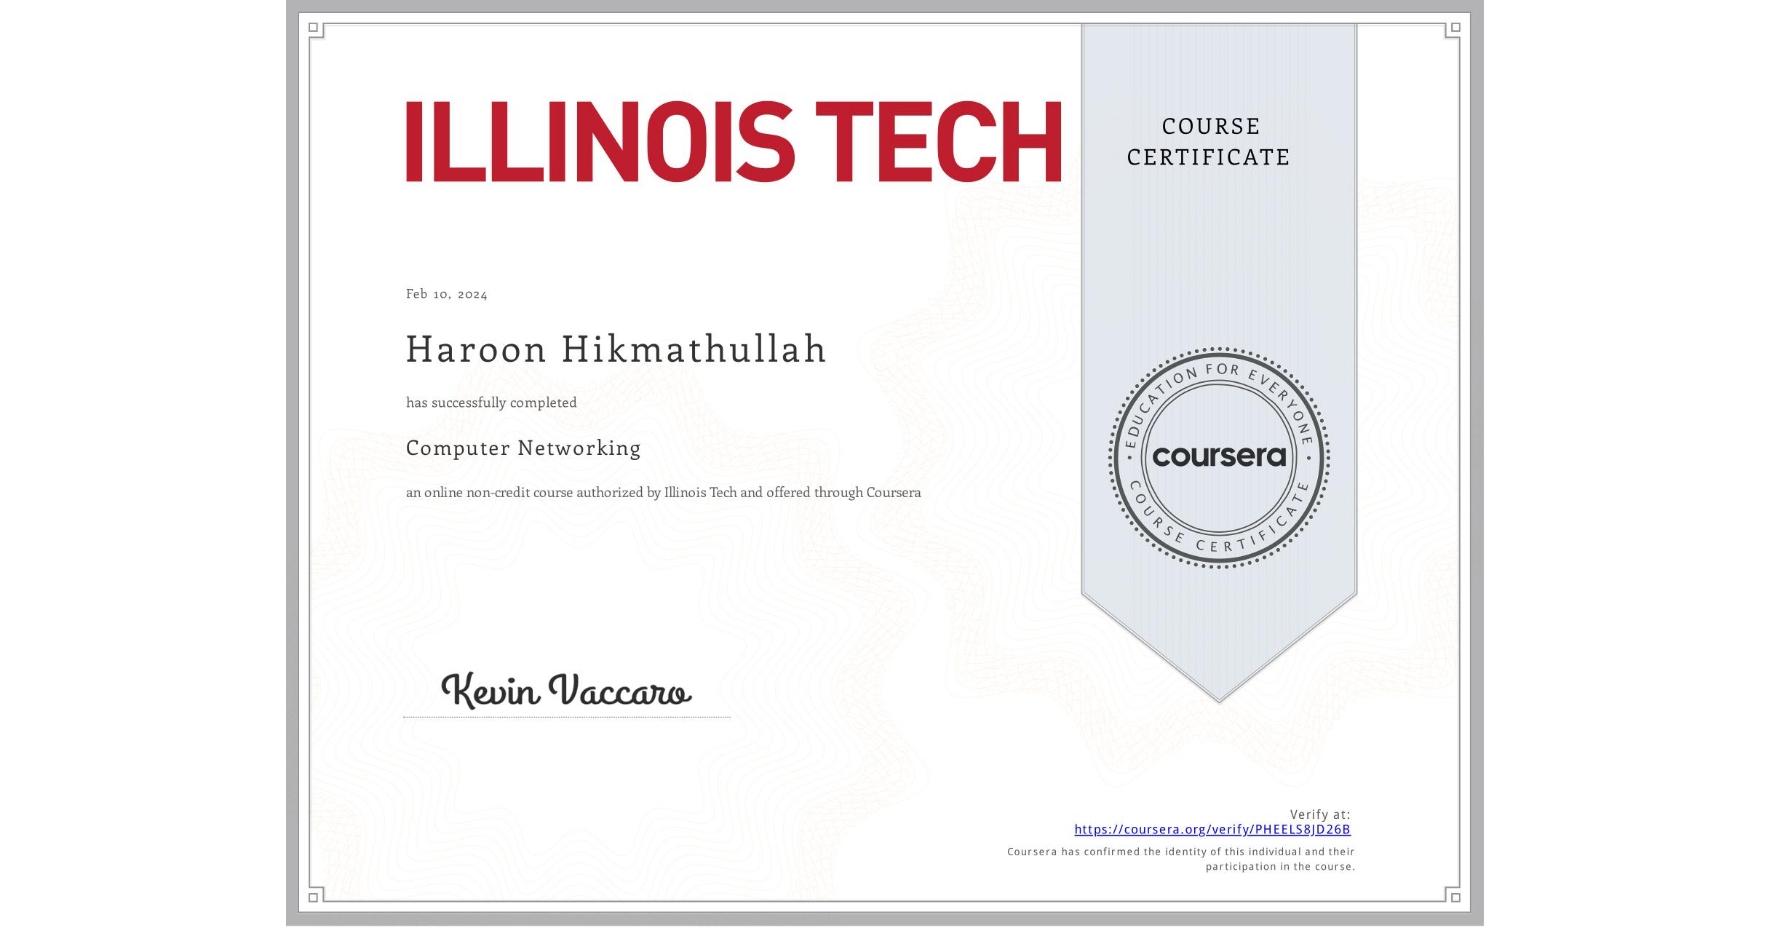 ILLINOIS TECH
COURSE
CERTIFICATE
Feb 10, 2024
Haroon Hikmathullah
has successfully completed
Computer Networking
an online non-credit course authorized by Illinois Tech and offered through Coursera
EDUCATION FOR EVERYONE
coursera
COURSE CERTIFICATE
Kevin Vaccaro
Verify at:
https://coursera.org/verify/PHEELS8JD26B
Coursera has confirmed the identity of this individual and their
participation in the course.